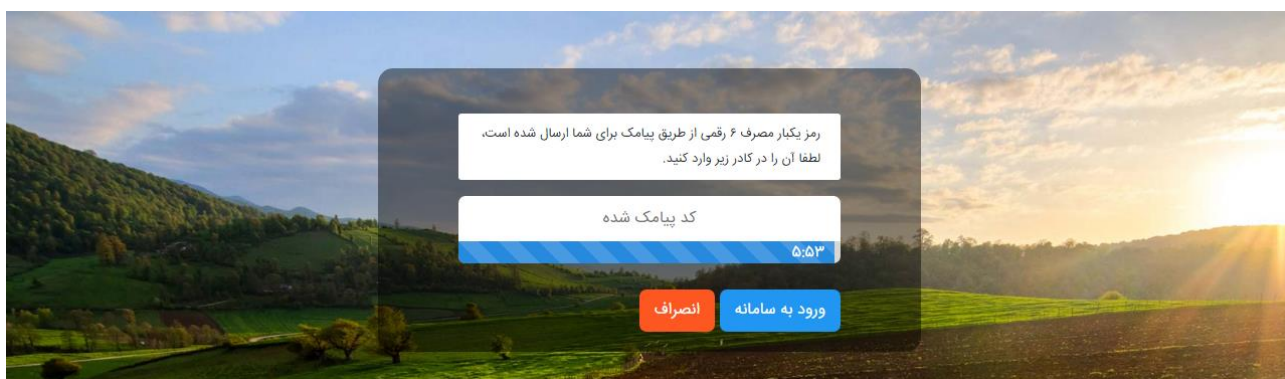 رمز یکبار مصرف ۶ رقمی از طریق پیامک برای شما ارسال شده است،
لطفا آن را در کادر زیر وارد کنید.
کد پیامک شده
۵:۵۳
ورود به سامانه
انصراف